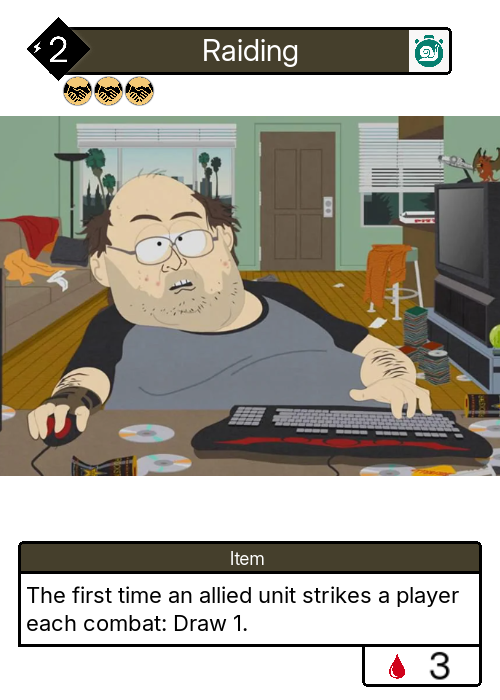 2
Raiding
Item
The first time an allied unit strikes a player
each combat: Draw 1.
3